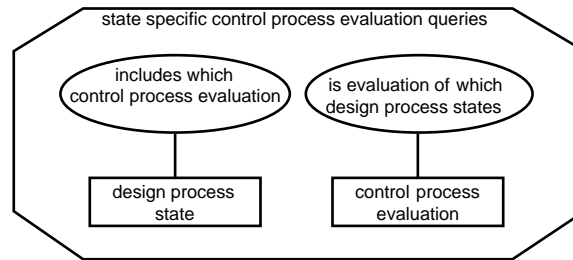 state specific control process evaluation queries
includes which
control process evaluation
is evaluation of which
design process states
design process
state
control process
evaluation